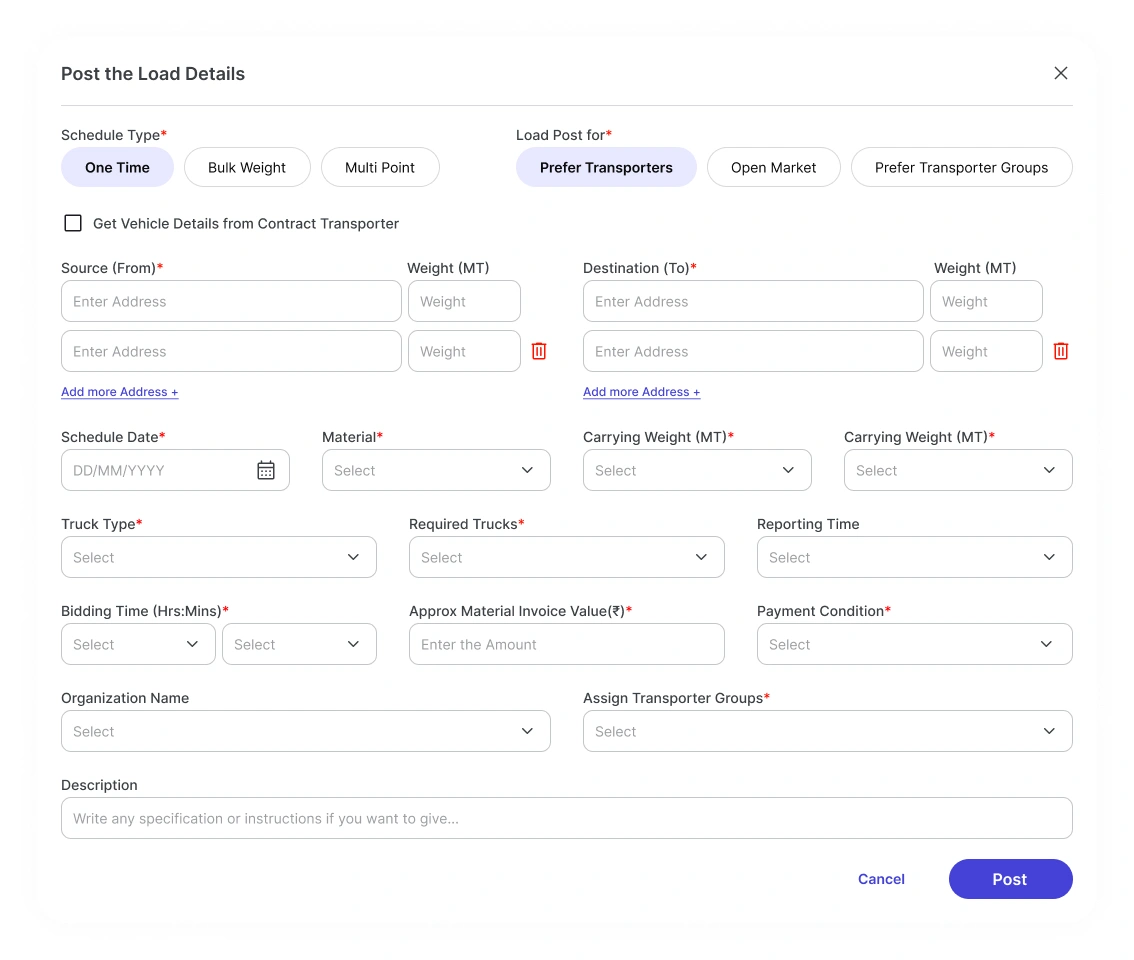 Post the Load Details
Schedule Type* Load Post for*
One Time Bulk Weight Multi Point Prefer Transporters Open Market Prefer Transporter Groups
Get Vehicle Details from Contract Transporter
Source (From)* Weight (MT) Destination (To)* Weight (MT)
Enter Address Weight Enter Address Weight
Enter Address Weight Enter Address Weight
Add more Address + Add more Address +
Schedule Date* Material* Carrying Weight (MT)* Carrying Weight (MT)*
DD/MM/YYYY Select Select Select
Truck Type* Required Trucks* Reporting Time
Select Select Select
Bidding Time (Hrs:Mins)* Approx Material Invoice Value(₹)* Payment Condition*
Select Select Enter the Amount Select
Organization Name Assign Transporter Groups*
Select Select
Description
Write any specification or instructions if you want to give...
Cancel Post